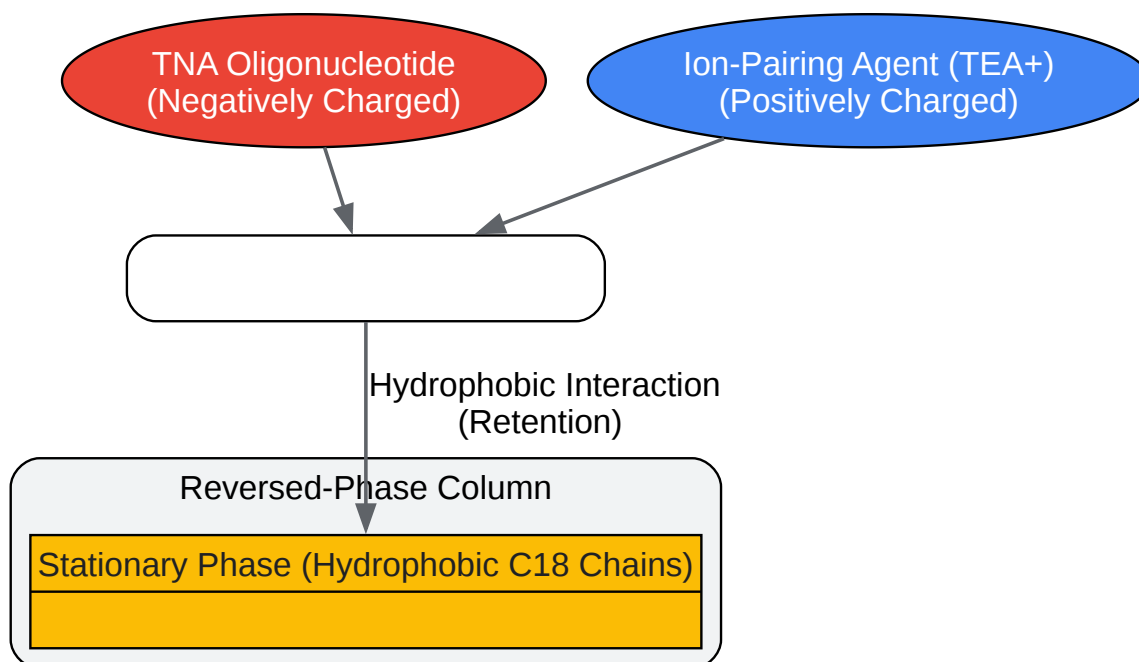 TNA Oligonucleotide
(Negatively Charged)
Ion-Pairing Agent (TEA+)
(Positively Charged)
Hydrophobic Interaction
(Retention)
Reversed-Phase Column
Stationary Phase (Hydrophobic C18 Chains)